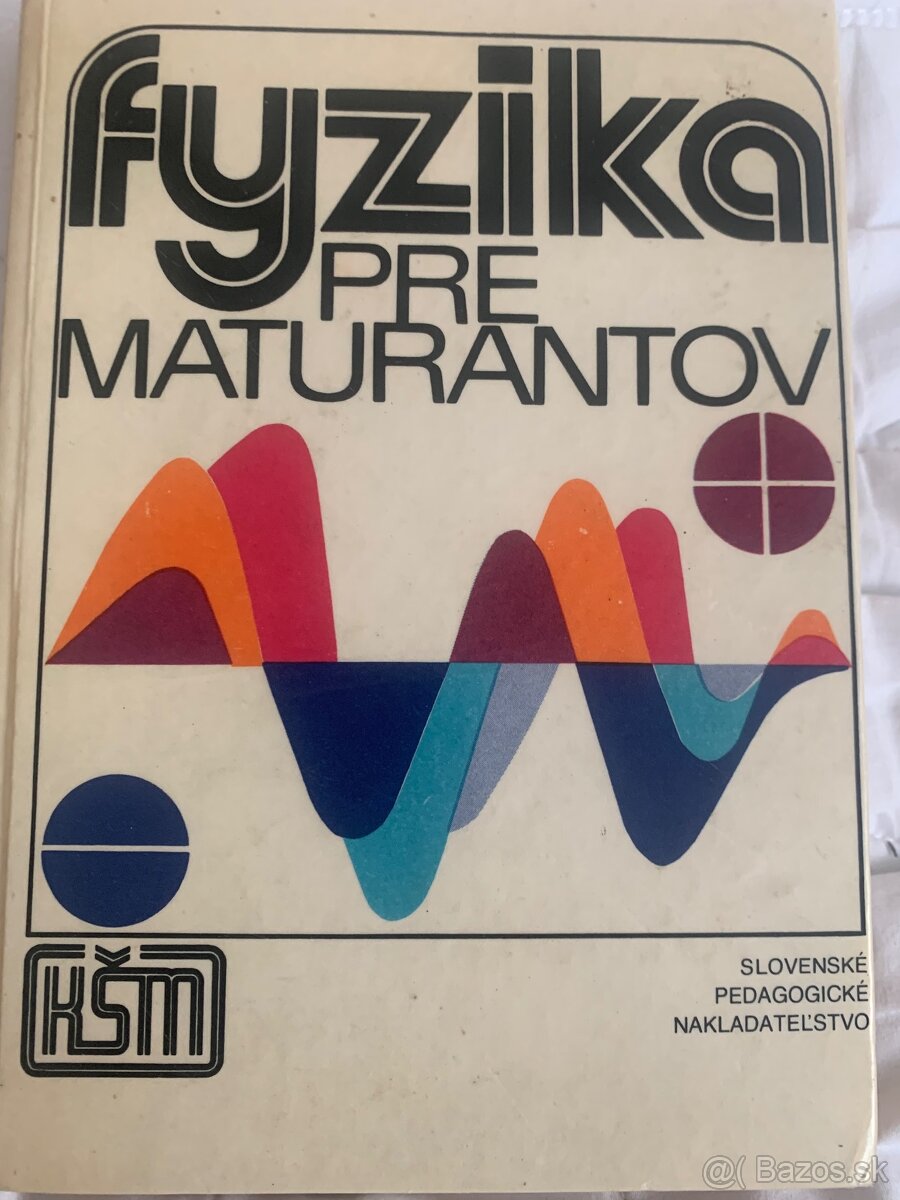 fyzika
PRE
MATURANTOV
KŠM
SLOVENSKÉ
PEDAGOGICKÉ
NAKLADATEĽSTVO
@( Bazos.sk